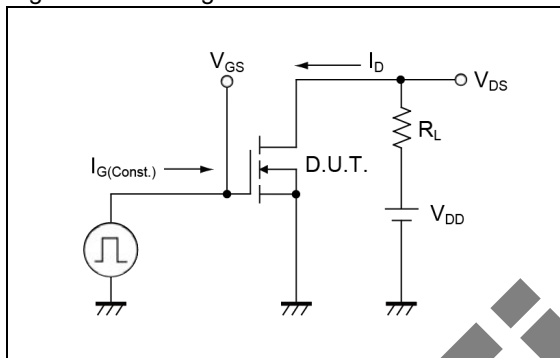 V_GS
I_D
V_DS
R_L
I_G(Const.)
D.U.T.
V_DD